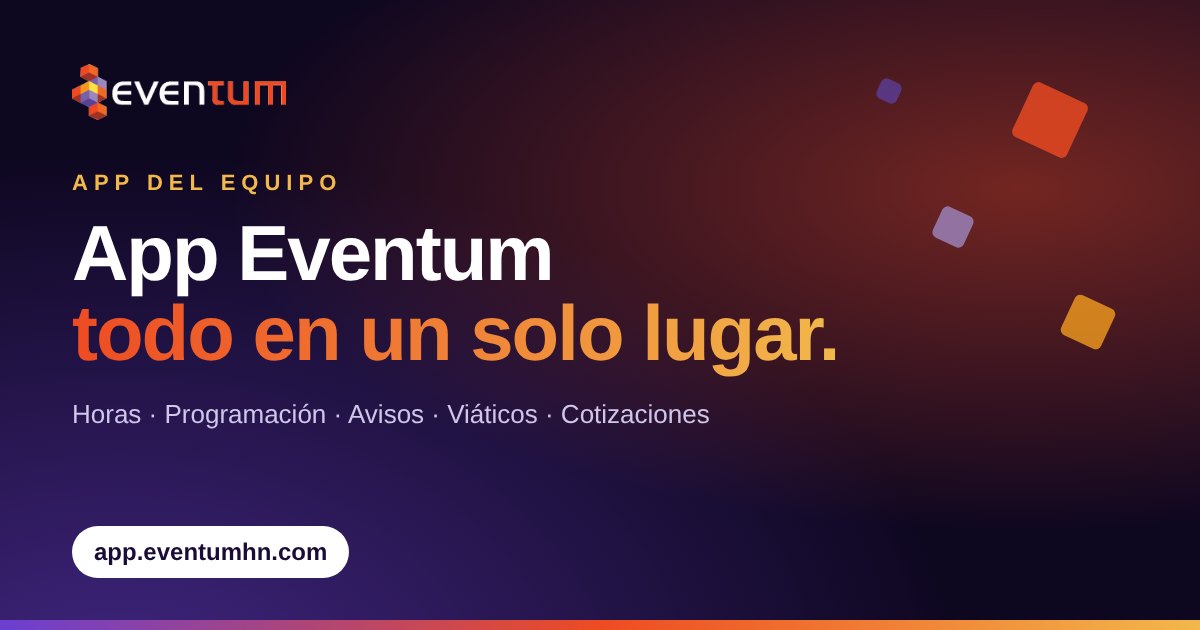 EVENTUM
APP DEL EQUIPO
App Eventum
todo en un solo lugar.
Horas · Programación · Avisos · Viáticos · Cotizaciones
app.eventumhn.com